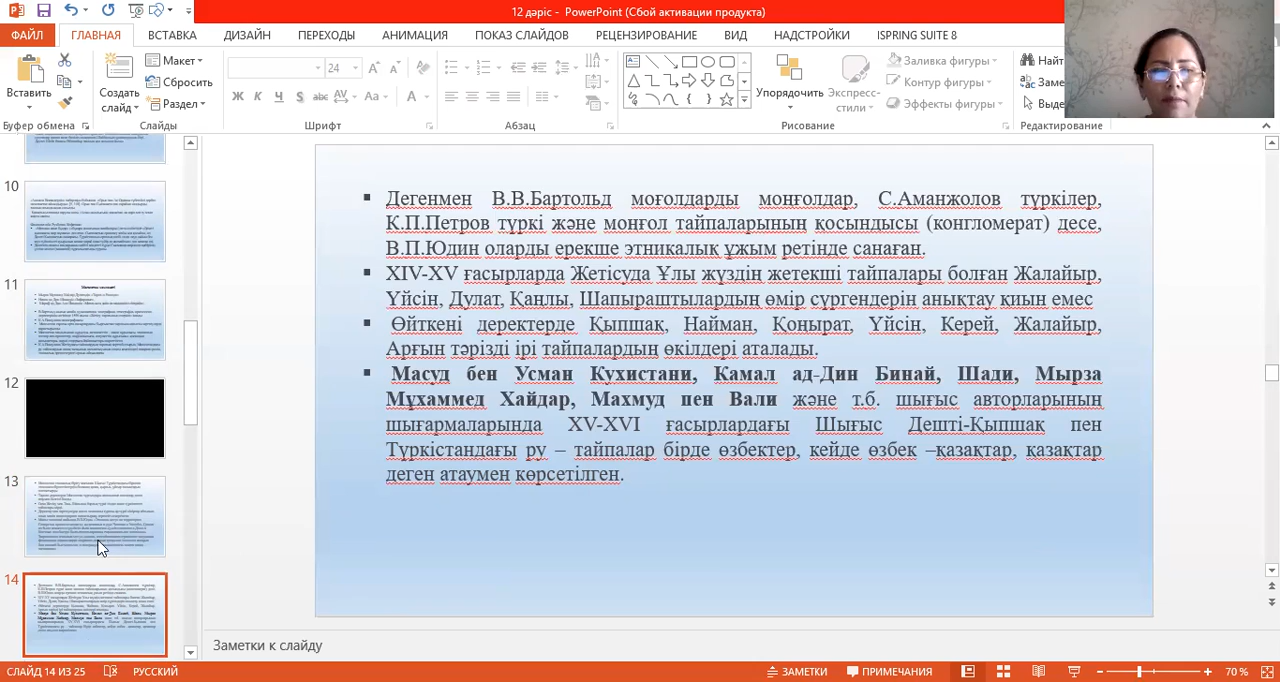 12 дәріс - PowerPoint (Сбой активации продукта)
ФАЙЛ ГЛАВНАЯ ВСТАВКА ДИЗАЙН ПЕРЕХОДЫ АНИМАЦИЯ ПОКАЗ СЛАЙДОВ РЕЦЕНЗИРОВАНИЕ ВИД НАДСТРОЙКИ ISPRING SUITE 8
Вставить
Создать слайд
Макет
Сбросить
Раздел
24
Ж К Ч S abc AV Aa A
Упорядочить
Экспресс-стили
Заливка фигуры
Контур фигуры
Эффекты фигуры
Найт
Заме
Выде
Буфер обмена Слайды Шрифт Абзац Рисование Редактирование
10
11
12
13
14
Дегенмен В.В.Бартольд моғолдарды моңғолдар, С.Аманжолов түркілер,
К.П.Петров түркі және моңғол тайпаларының қосындысы (конгломерат) десе,
В.П.Юдин оларды ерекше этникалық ұжым ретінде санаған.
XIV-XV ғасырларда Жетісуда Ұлы жүздің жетекші тайпалары болған Жалайыр,
Үйсін, Дулат, Қаңлы, Шапыраштылардың өмір сүргендерін анықтау қиын емес
Өйткені деректерде Қыпшақ, Найман, Қоңырат, Үйсін, Керей, Жалайыр,
Арғын тәрізді ірі тайпалардың өкілдері аталады.
Масуд бен Усман Кухистани, Камал ад-Дин Бинай, Шади, Мырза
Мұхаммед Хайдар, Махмуд пен Вали және т.б. шығыс авторларының
шығармаларында XV-XVI ғасырлардағы Шығыс Дешті-Қыпшақ пен
Түркістандағы ру – тайпалар бірде өзбектер, кейде өзбек –қазақтар, қазақтар
деген атаумен көрсетілген.
Заметки к слайду
СЛАЙД 14 ИЗ 25 РУССКИЙ ЗАМЕТКИ ПРИМЕЧАНИЯ 70 %